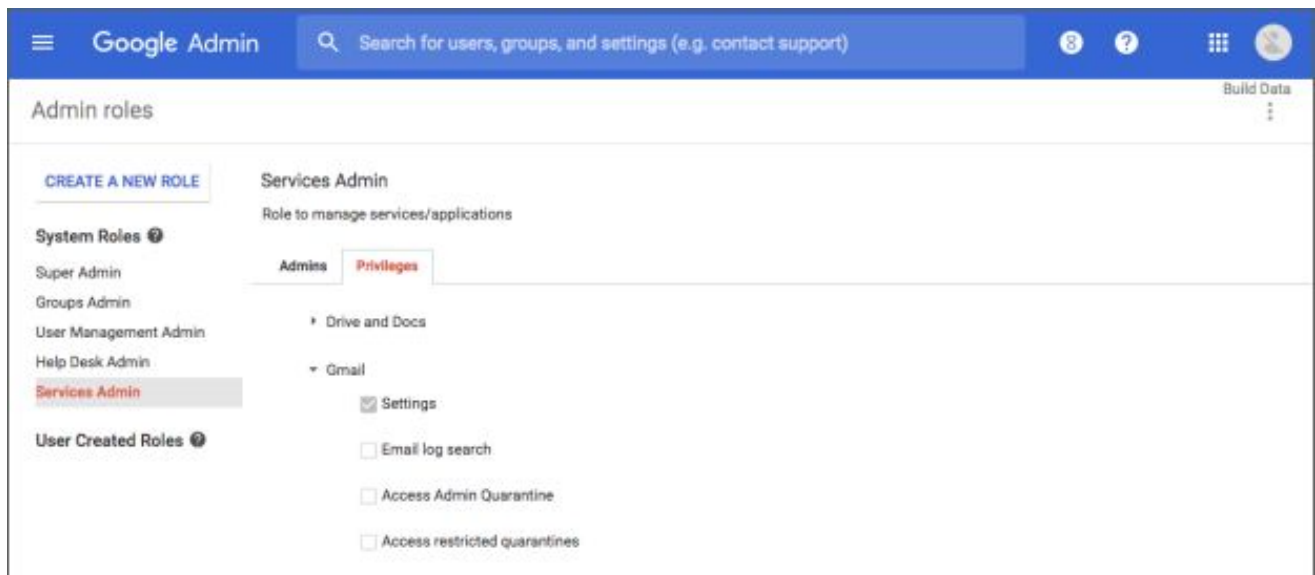 Google Admin
Search for users, groups, and settings (e.g. contact support)
8
?
Build Data
Admin roles
CREATE A NEW ROLE
System Roles ?
Super Admin
Groups Admin
User Management Admin
Help Desk Admin
Services Admin
User Created Roles ?
Services Admin
Role to manage services/applications
Admins
Privileges
Drive and Docs
Gmail
Settings
Email log search
Access Admin Quarantine
Access restricted quarantines